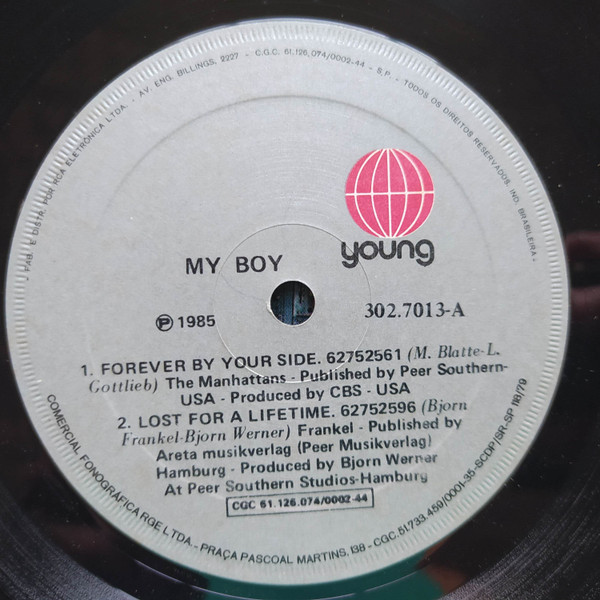 • FAB. E DISTR. POR RCA ELETRÔNICA LTDA. - AV. ENG. BILLINGS, 2227 - C.G.C. 61.126.074/0002-44 - S.P. - TODOS OS DIREITOS RESERVADOS. IND. BRASILEIRA •
young
MY BOY
℗ 1985
302.7013-A
1. FOREVER BY YOUR SIDE. 62752561 (M. Blatte-L.
Gottlieb) The Manhattans - Published by Peer Southern-
USA - Produced by CBS - USA
2. LOST FOR A LIFETIME. 62752596 (Bjorn
Frankel-Bjorn Werner) Frankel - Published by
Areta musikverlag (Peer Musikverlag)
Hamburg - Produced by Bjorn Werner
At Peer Southern Studios-Hamburg
CGC 61.126.074/0002-44
COMERCIAL FONOGRÁFICA RGE LTDA. - PRAÇA PASCOAL MARTINS, 138 - CGC. 51.733.459/0001-35-SCDP/SR-SP 118/79